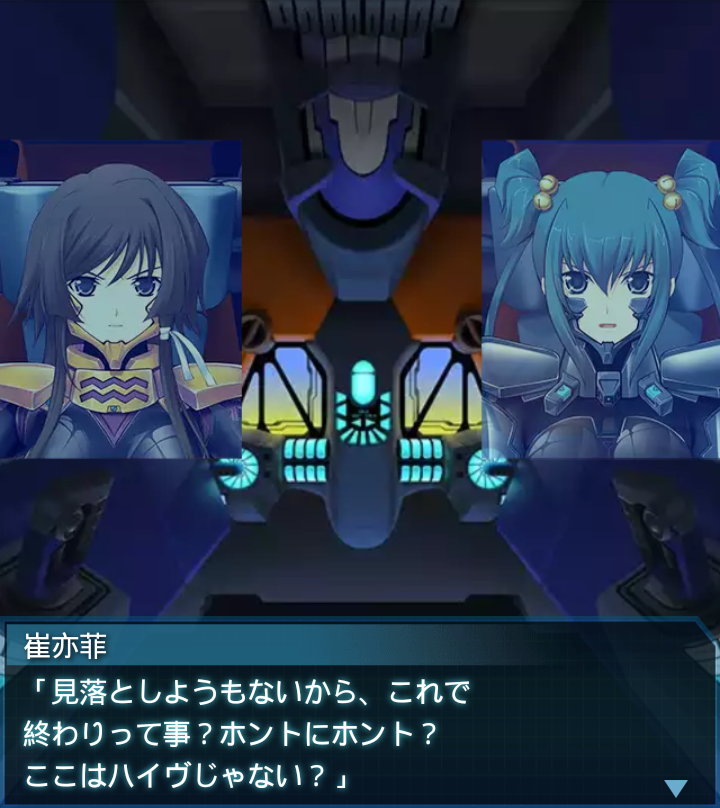 崔亦菲
「見落としようもないから、これで
終わりって事？ホントにホント？
ここはハイヴじゃない？」